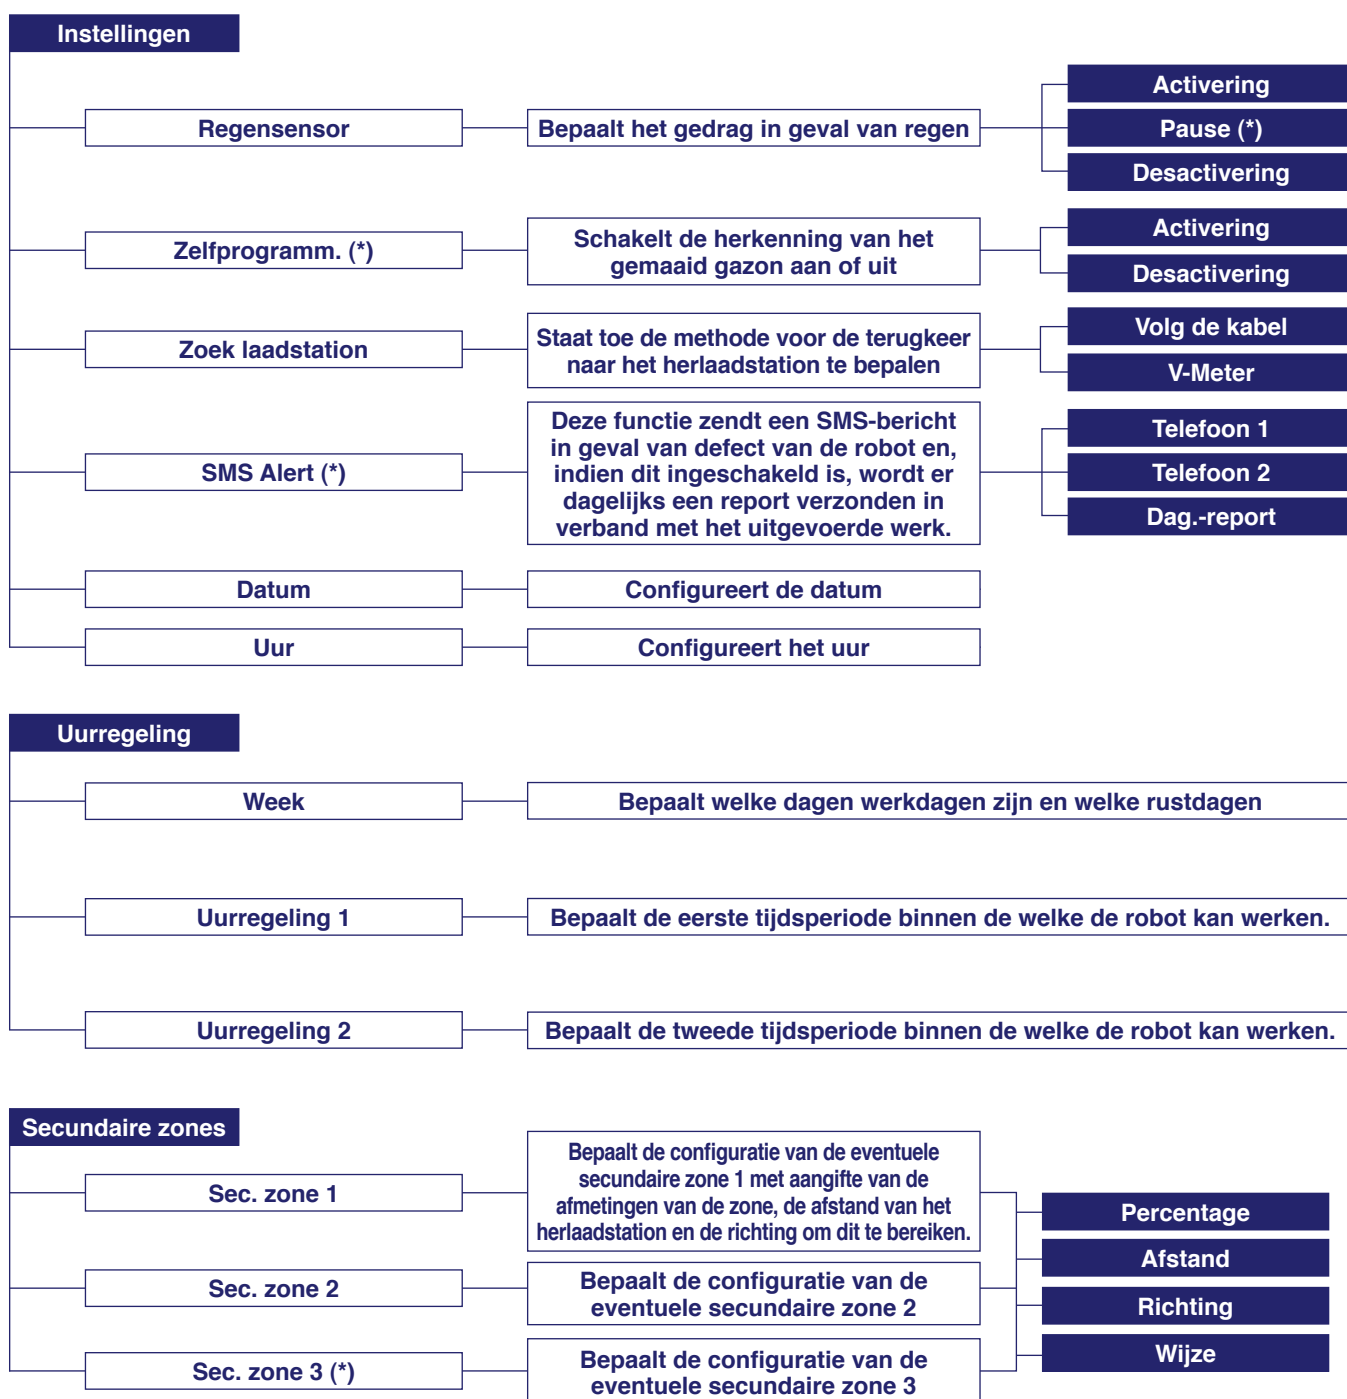 Instellingen
Regensensor
Bepaalt het gedrag in geval van regen
Activering
Pause (*)
Desactivering
Zelfprogramm. (*)
Schakelt de herkenning van het
gemaaid gazon aan of uit
Activering
Desactivering
Zoek laadstation
Staat toe de methode voor de terugkeer
naar het herlaadstation te bepalen
Volg de kabel
V-Meter
SMS Alert (*)
Deze functie zendt een SMS-bericht
in geval van defect van de robot en,
indien dit ingeschakeld is, wordt er
dagelijks een report verzonden in
verband met het uitgevoerde werk.
Telefoon 1
Telefoon 2
Dag.-report
Datum
Configureert de datum
Uur
Configureert het uur
Uurregeling
Week
Bepaalt welke dagen werkdagen zijn en welke rustdagen
Uurregeling 1
Bepaalt de eerste tijdsperiode binnen de welke de robot kan werken.
Uurregeling 2
Bepaalt de tweede tijdsperiode binnen de welke de robot kan werken.
Secundaire zones
Sec. zone 1
Bepaalt de configuratie van de eventuele
secundaire zone 1 met aangifte van de
afmetingen van de zone, de afstand van het
herlaadstation en de richting om dit te bereiken.
Sec. zone 2
Bepaalt de configuratie van de
eventuele secundaire zone 2
Sec. zone 3 (*)
Bepaalt de configuratie van de
eventuele secundaire zone 3
Percentage
Afstand
Richting
Wijze